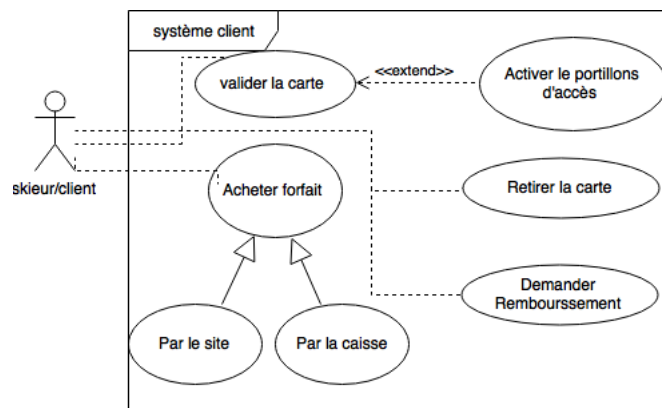 système client
valider la carte
<<extend>>
Activer le portillons
d'accès
skieur/client
Acheter forfait
Retirer la carte
Demander
Rembourssement
Par le site
Par la caisse